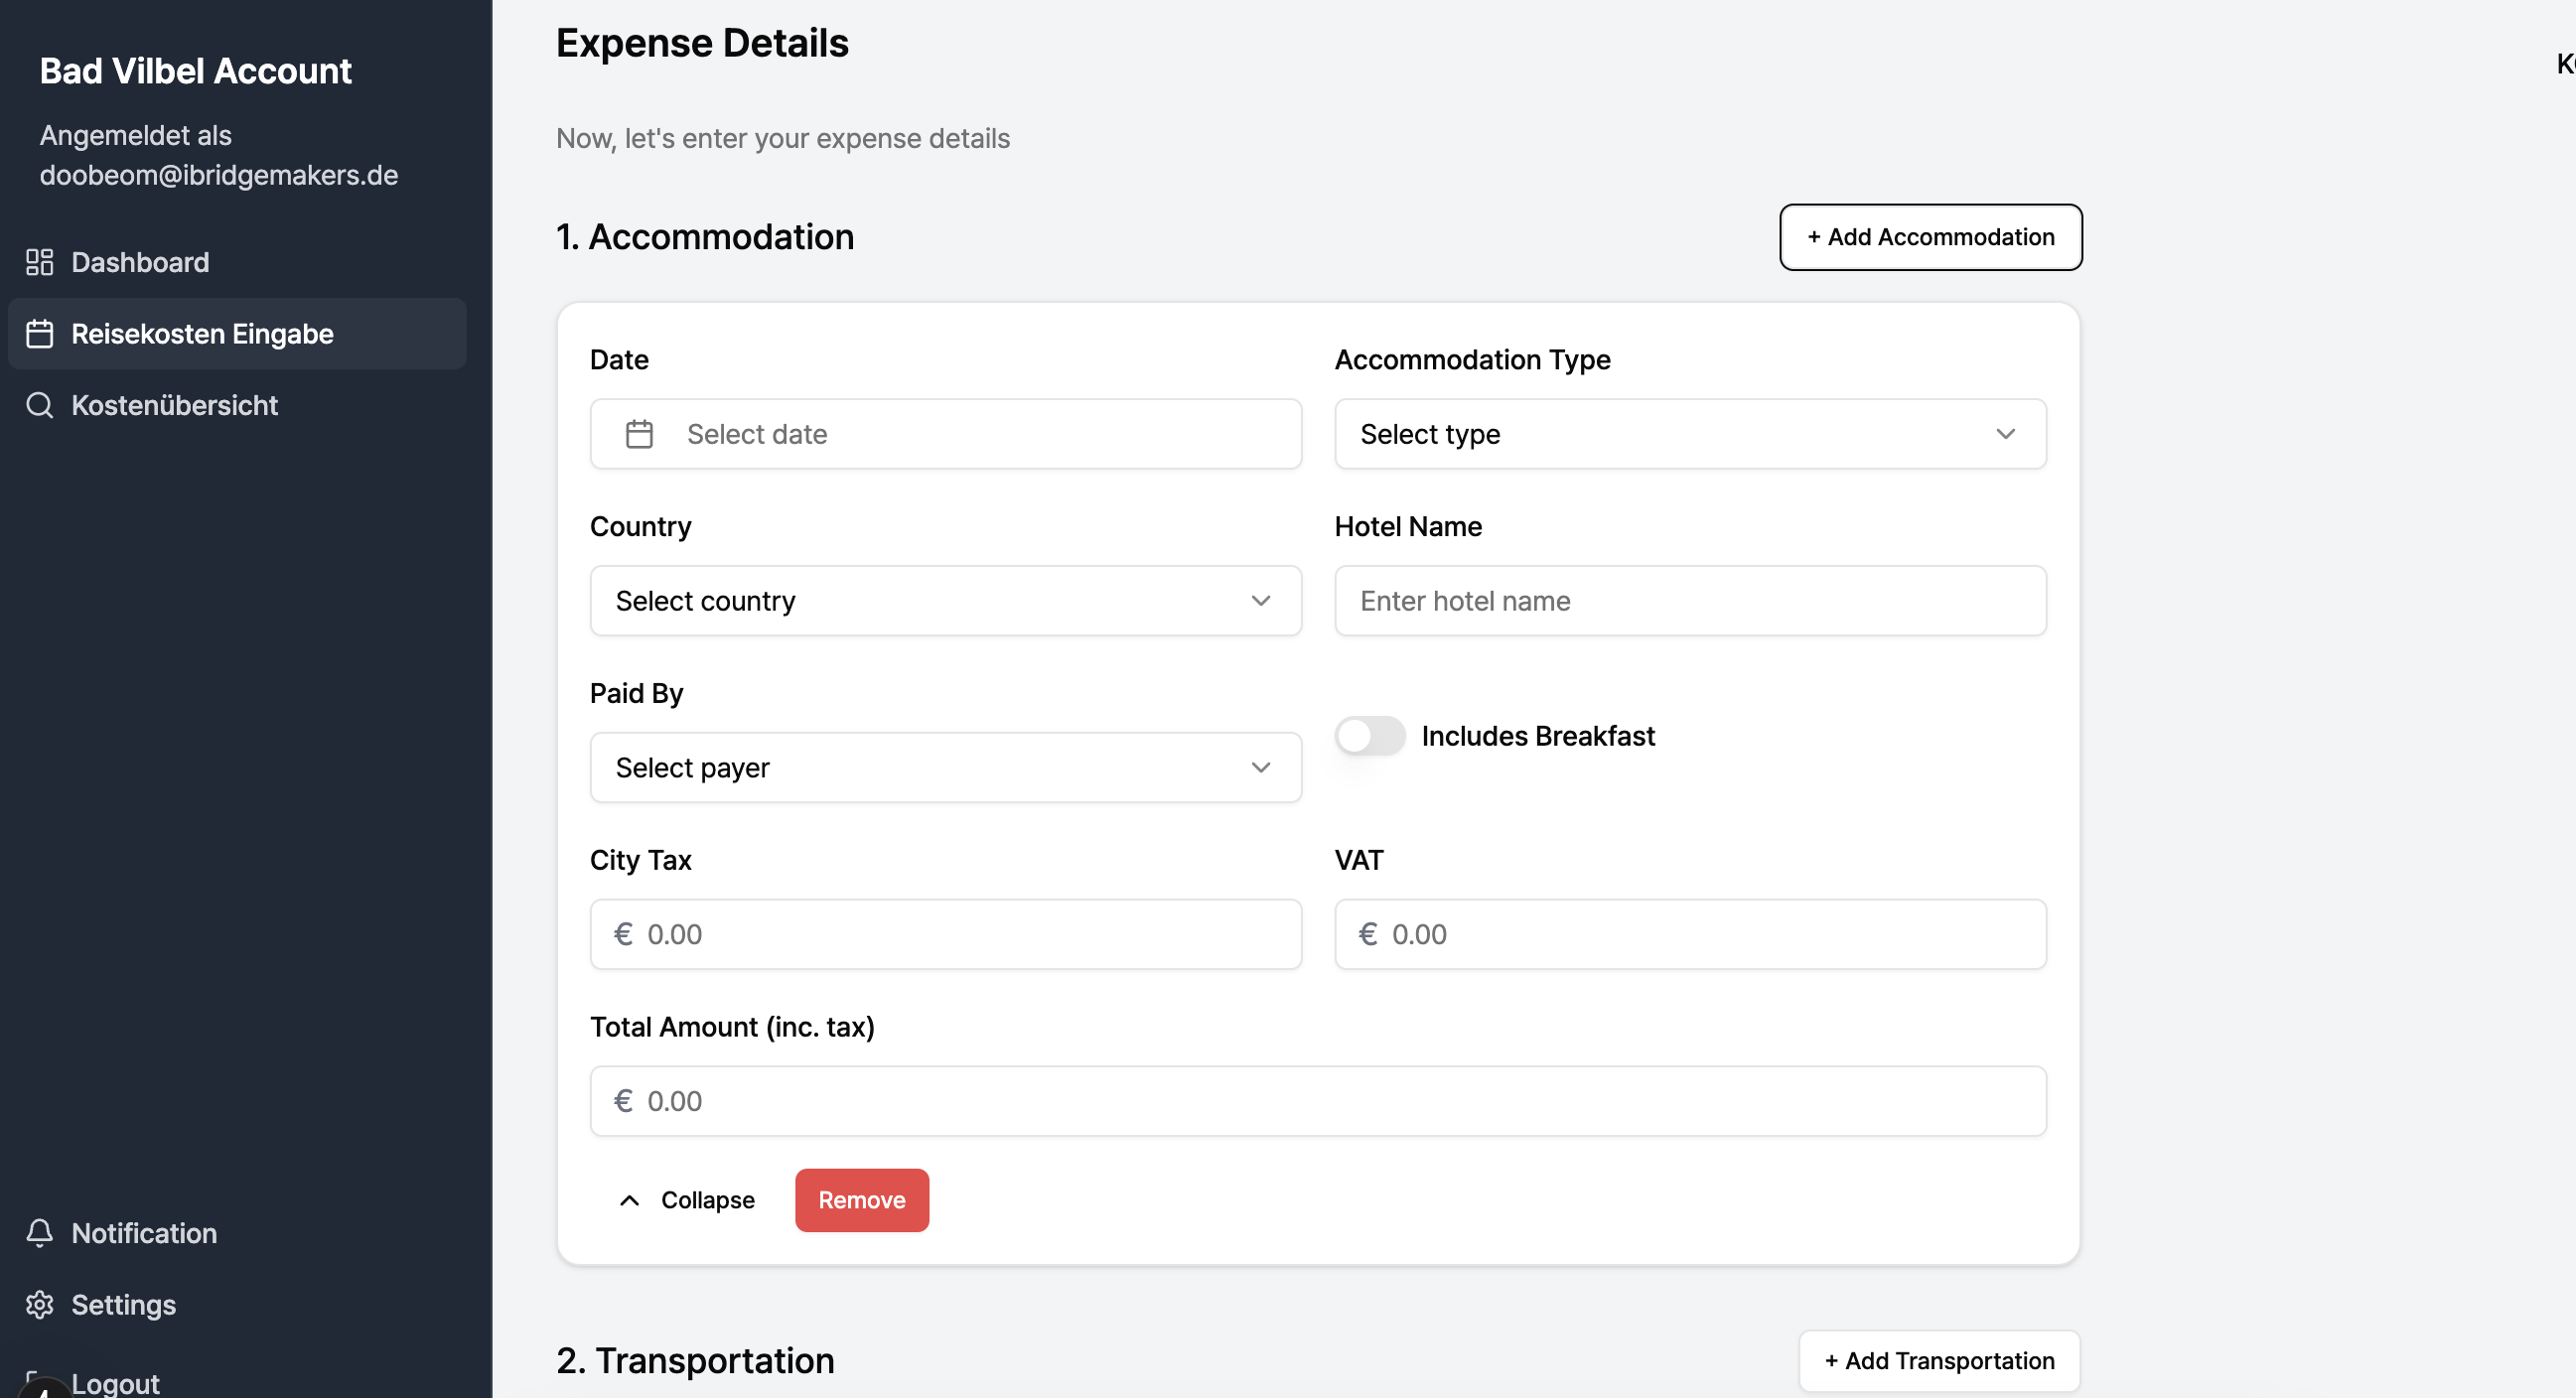 Bad Vilbel Account
Angemeldet als
doobeom@ibridgemakers.de
Dashboard
Reisekosten Eingabe
Kostenübersicht
Notification
Settings
Logout
Expense Details
Now, let's enter your expense details
1. Accommodation
+ Add Accommodation
Date
Accommodation Type
Select date
Select type
Country
Hotel Name
Select country
Enter hotel name
Paid By
Select payer
Includes Breakfast
City Tax
VAT
€ 0.00
€ 0.00
Total Amount (inc. tax)
€ 0.00
Collapse
Remove
2. Transportation
+ Add Transportation